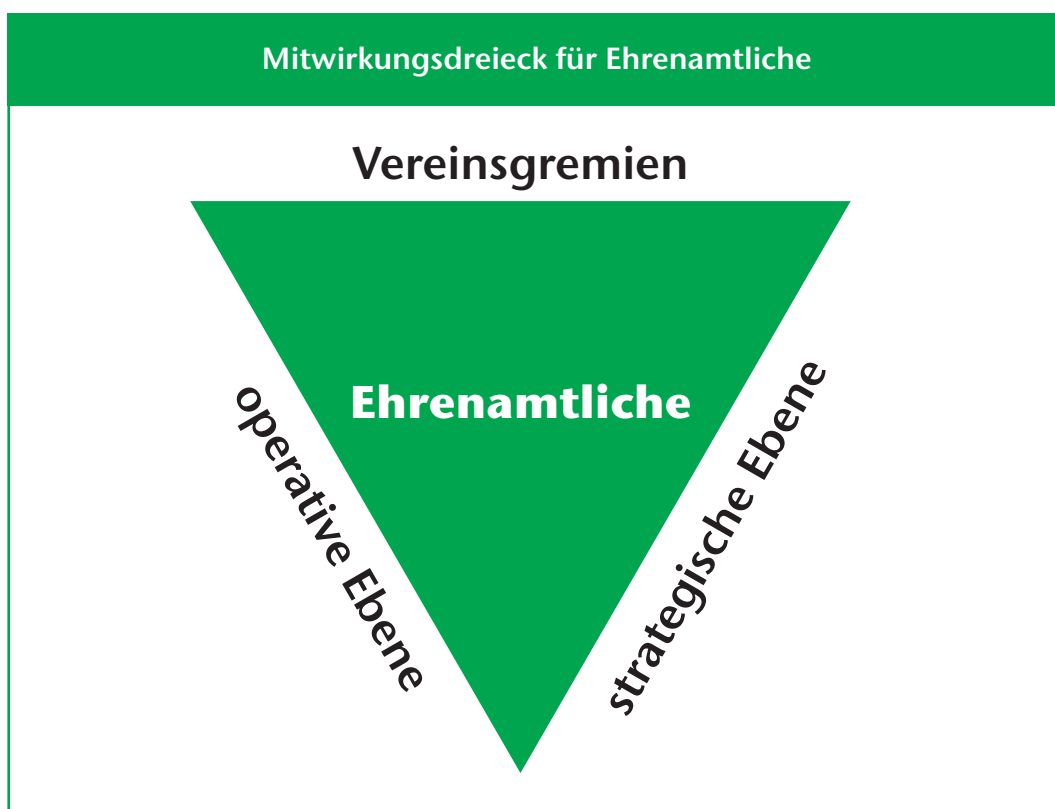 Mitwirkungsdreieck für Ehrenamtliche
Vereinsgremien
Ehrenamtliche
operative Ebene
strategische Ebene